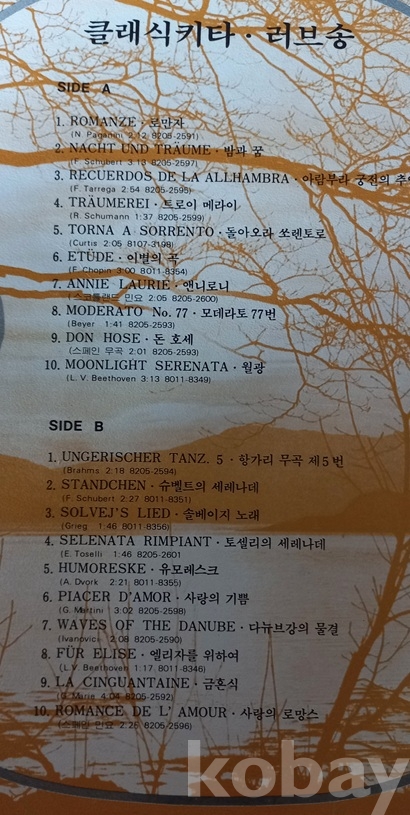 클래식키타·러브송
SIDE A
1. ROMANZE·로만자
(N. Paganini 2:12 8205-2591)
2. NACHT UND TRÄUME·밤과 꿈
(F. Schubert 3:13 8205-2597)
3. RECUERDOS DE LA ALLHAMBRA·아람부라 궁전의 추
(F. Tarrega 2:54 8205-2595)
4. TRÄUMEREI·트로이 메라이
(R. Schumann 1:37 8205-2599)
5. TORNA A SORRENTO·돌아오라 쏘렌토로
(Curtis 2:05 8107-3198)
6. ETÜDE·이별의 곡
(F. Chopin 3:00 8011-8354)
7. ANNIE LAURIE·앤니로니
(스코틀랜드 민요 2:05 8205-2600)
8. MODERATO No. 77·모데라토 77번
(Beyer 1:41 8205-2593)
9. DON HOSE·돈 호세
(스페인 무곡 2:01 8205-2593)
10. MOONLIGHT SERENATA·월광
(L. V. Beethoven 3:13 8011-8349)
SIDE B
1. UNGERISCHER TANZ. 5·항가리 무곡 제5번
(Brahms 2:18 8205-2594)
2. STANDCHEN·슈벨트의 세레나데
(F. Schubert 2:27 8011-8351)
3. SOLVEJ'S LIED·솔베이지 노래
(Grieg 1:46 8011-8356)
4. SELENATA RIMPIANT·토셀리의 세레나데
(E. Toselli 1:46 8205-2601
5. HUMORESKE·유모레스크
(A. Dvork 2:21 8011-8355)
6. PIACER D'AMOR·사랑의 기쁨
(G. Martini 3:02 8205-2598)
7. WAVES OF THE DANUBE·다뉴브강의 물결
(Ivanovici 2:08 8205-2590)
8. FÜR ELISE·엘리자를 위하여
(L.V. Beethoven 1:17 8011-8346)
9. LA CINGUANTAINE·금혼식
(G. Marie 4:04 8205-2592)
10. ROMANCE DE L' AMOUR·사랑의 로망스
(스페인 민요 2:25 8205-2596)
kobay